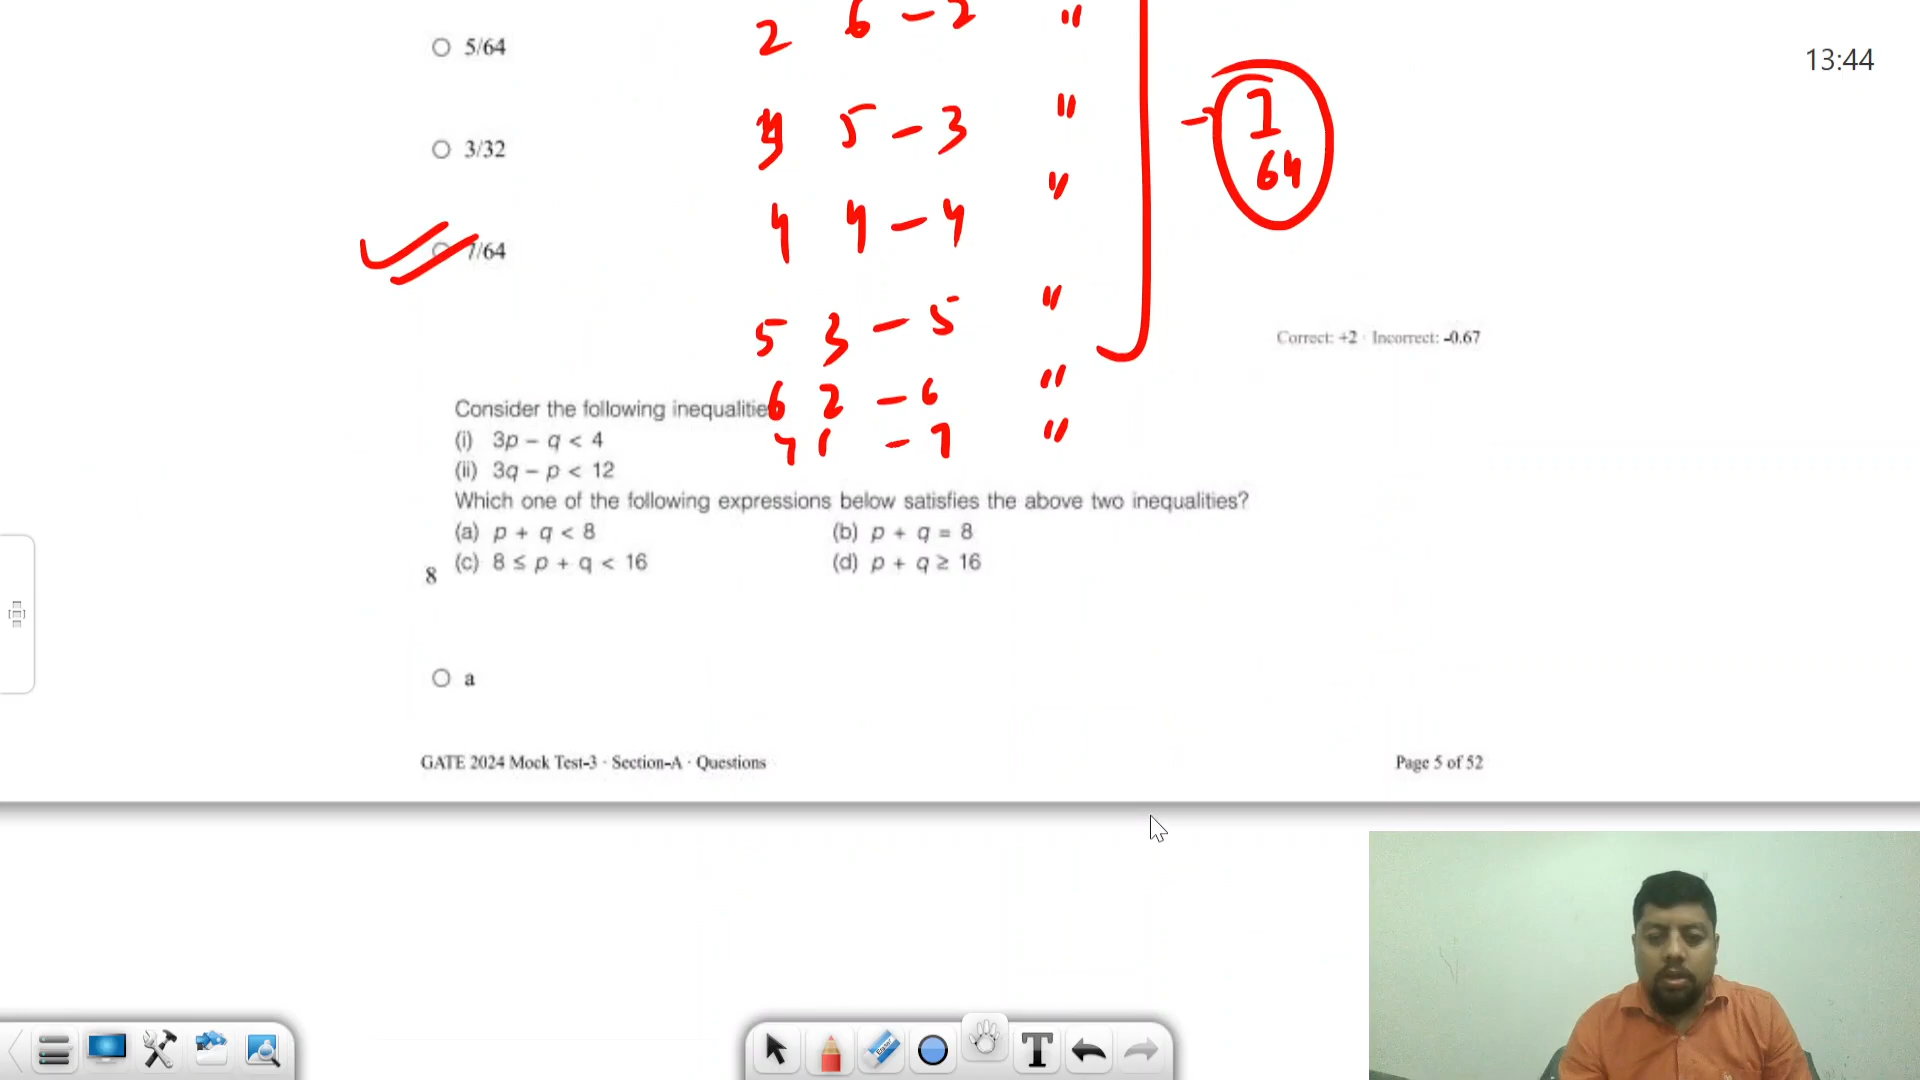 2 6 - 2 "
5/64
13:44
5 - 3 "
7
64
3/32
4 4 - 4 "
7/64
5 3 - 5 "
Correct: +2 · Incorrect: -0.67
6 2 - 6 "
Consider the following inequalitie
7 1 - 7 "
(i) 3p – q < 4
(ii) 3q – p < 12
Which one of the following expressions below satisfies the above two inequalities?
(a) p + q < 8 (b) p + q = 8
8 (c) 8 ≤ p + q < 16 (d) p + q ≥ 16
a
GATE 2024 Mock Test-3 · Section-A · Questions
Page 5 of 52
Eraser
T